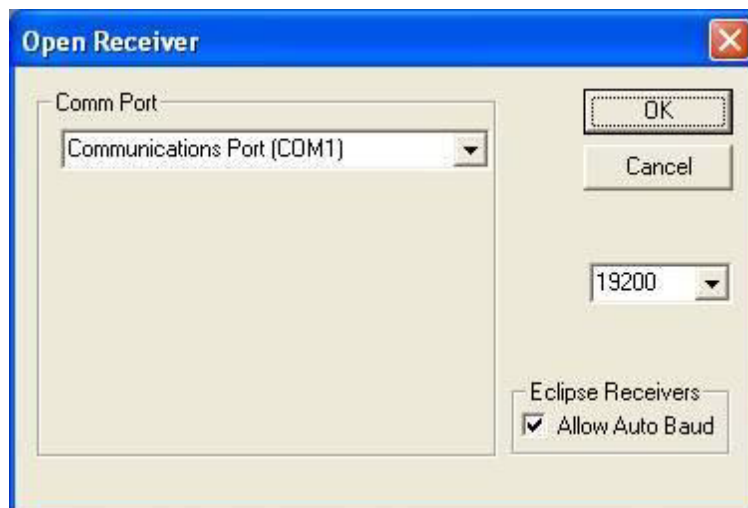 Open Receiver
Comm Port
Communications Port (COM1)
OK
Cancel
19200
Eclipse Receivers
Allow Auto Baud